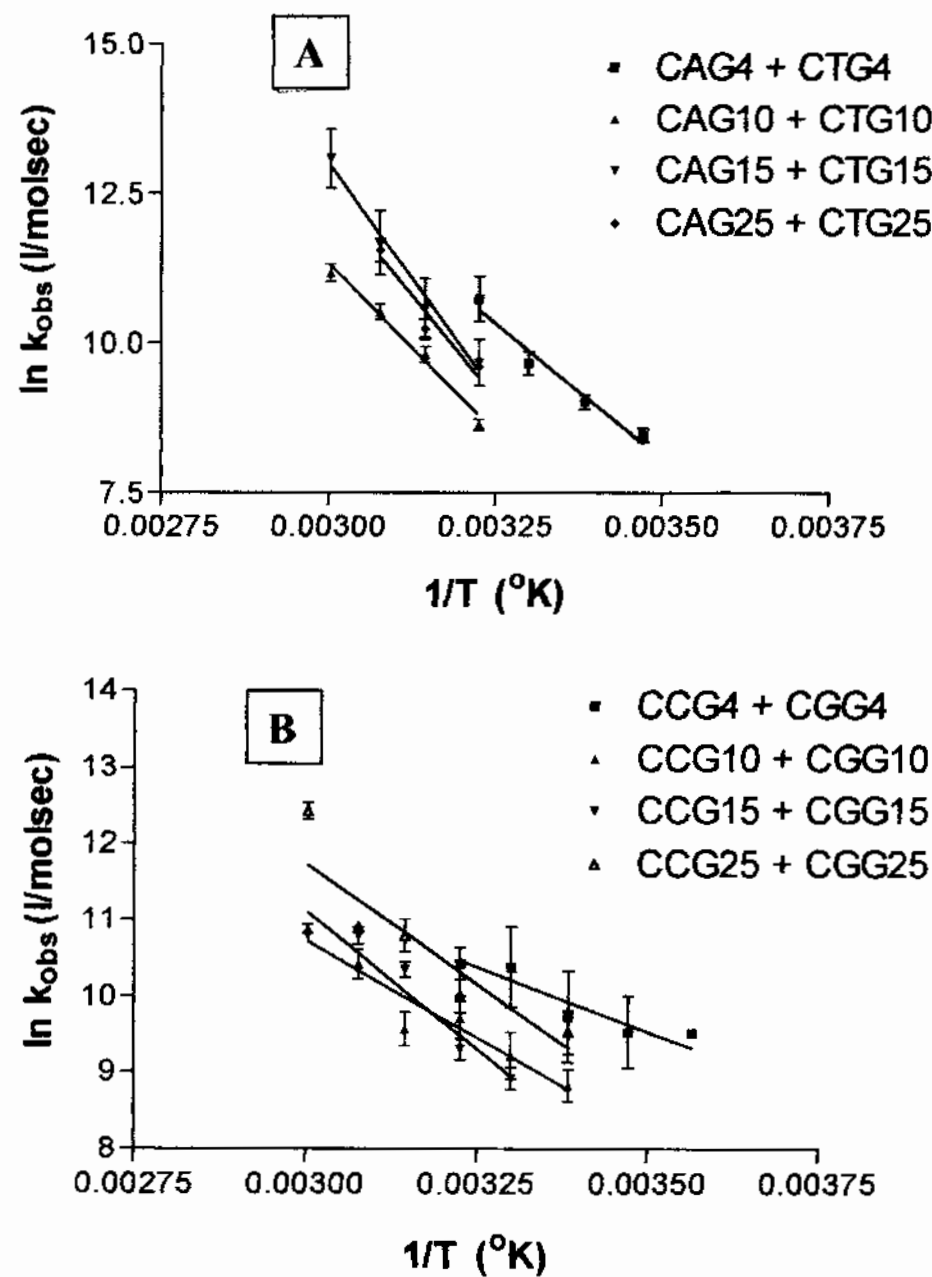 A
15.0
12.5
10.0
7.5
ln kobs (l/molsec)
CAG4 + CTG4
CAG10 + CTG10
CAG15 + CTG15
CAG25 + CTG25
0.00275 0.00300 0.00325 0.00350 0.00375
1/T (°K)
B
14
13
12
11
10
9
8
ln kobs (l/molsec)
CCG4 + CGG4
CCG10 + CGG10
CCG15 + CGG15
CCG25 + CGG25
0.00275 0.00300 0.00325 0.00350 0.00375
1/T (°K)